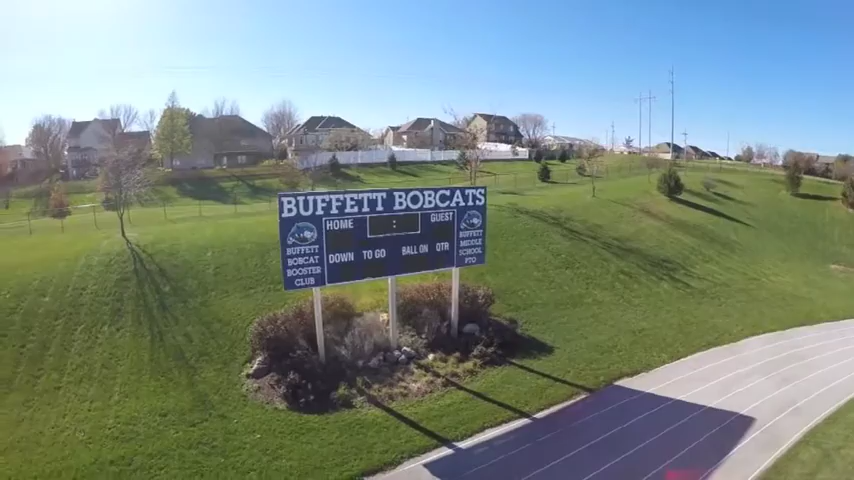 BUFFETT BOBCATS
HOME GUEST
DOWN TO GO BALL ON QTR
BUFFETT
BOBCAT
BOOSTER
CLUB
BUFFETT
MIDDLE
SCHOOL
PTO